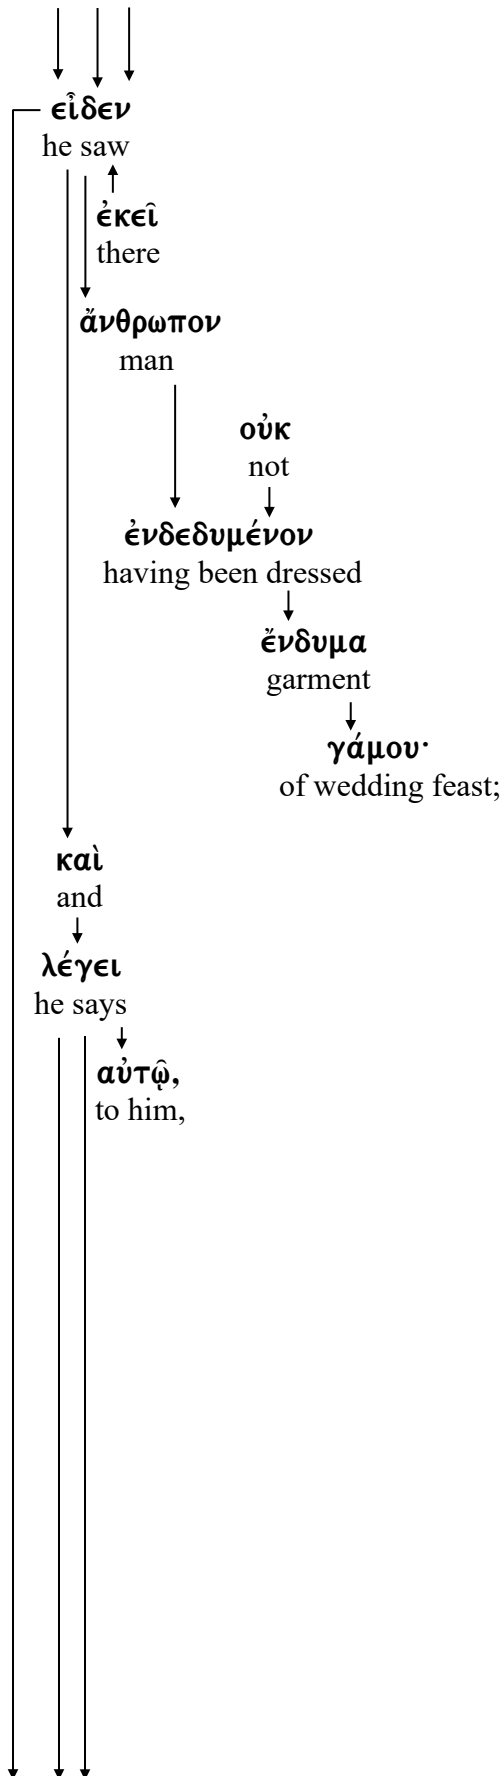 εἶδεν
he saw
ἐκεῖ
there
ἄνθρωπον
man
οὐκ
not
ἐνδεδυμένον
having been dressed
ἔνδυμα
garment
γάμου·
of wedding feast;
καὶ
and
λέγει
he says
αὐτῷ,
to him,